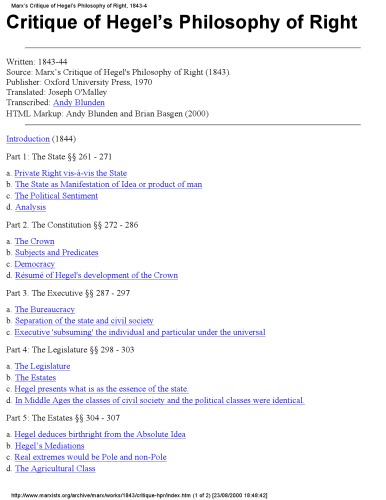 Marx's Critique of Hegel's Philosophy of Right, 1843-4
Critique of Hegel's Philosophy of Right
Written: 1843-44
Source: Marx's Critique of Hegel's Philosophy of Right (1843)
Publisher: Oxford University Press, 1970
Translated: Joseph O'Malley
Transcribed: Andy Blunden
HTML Markup: Andy Blunden and Brian Basgen (2000)
Introduction (1844)
Part 1: The State §§ 261 - 271
a. Private Right vis-à-vis the State
b. The State as Manifestation of Idea or product of man
c. The Political Sentiment
d. Analysis
Part 2. The Constitution §§ 272 - 286
a. The Crown
b. Subjects and Predicates
c. Democracy
d. Résumé of Hegel's development of the Crown
Part 3. The Executive §§ 287 - 297
a. The Bureaucracy
b. Separation of the state and civil society
c. Executive 'subsuming' the individual and particular under the universal
Part 4: The Legislature §§ 298 - 303
a. The Legislature
b. The Estates
c. Hegel presents what is as the essence of the state.
d. In Middle Ages the classes of civil society and the political classes were identical.
Part 5: The Estates §§ 304 - 307
a. Hegel deduces birthright from the Absolute Idea
b. Hegel's Mediations
c. Real extremes would be Pole and non-Pole
d. The Agricultural Class
http://www.marxists.org/archive/marx/works/1843/critique-hpr/index.htm (1 of 2) [23/08/2000 18:48:42]